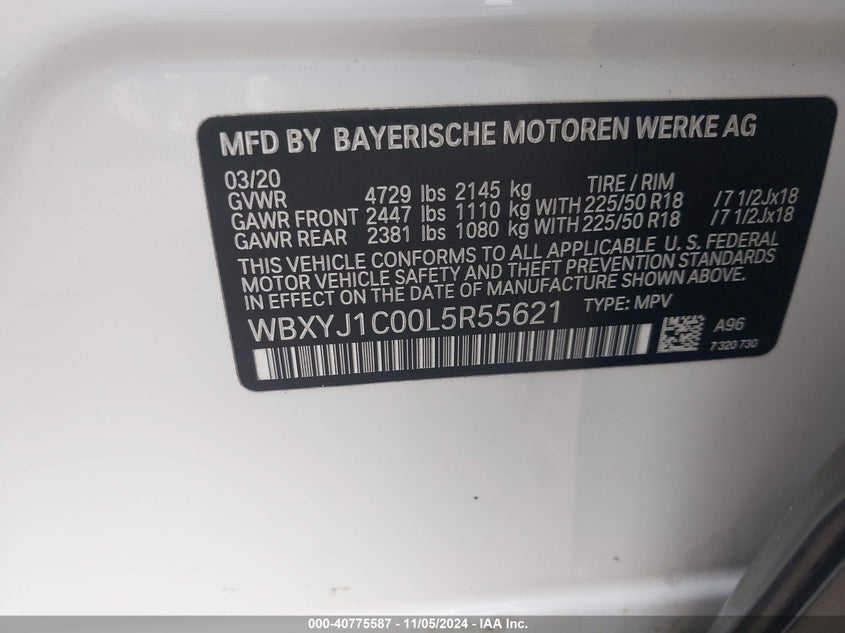 MFD BY BAYERISCHE MOTOREN WERKE AG
03/20 TIRE / RIM
GVWR 4729 lbs 2145 kg
GAWR FRONT 2447 lbs 1110 kg WITH 225/50 R18 /7 1/2Jx18
GAWR REAR 2381 lbs 1080 kg WITH 225/50 R18 /7 1/2Jx18
THIS VEHICLE CONFORMS TO ALL APPLICABLE U. S. FEDERAL
MOTOR VEHICLE SAFETY AND THEFT PREVENTION STANDARDS
IN EFFECT ON THE DATE OF MANUFACTURE SHOWN ABOVE.
WBXYJ1C00L5R55621 TYPE: MPV
A96
7 320 730
000-40775587 - 11/05/2024 - IAA Inc.